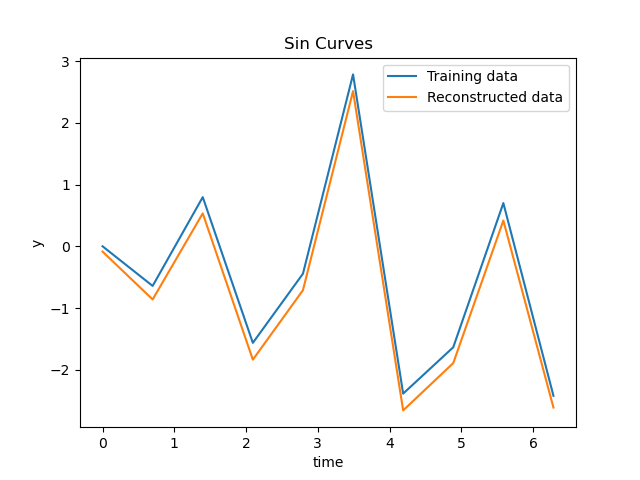 Sin Curves
Training data
Reconstructed data
y
3
2
1
0
−1
−2
0 1 2 3 4 5 6
time